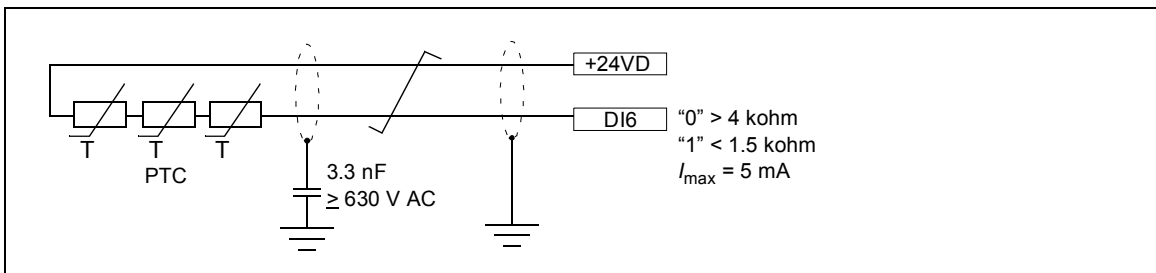 +24VD
DI6
“0” > 4 kohm
“1” < 1.5 kohm
Imax = 5 mA
T T T
PTC
3.3 nF
≥ 630 V AC